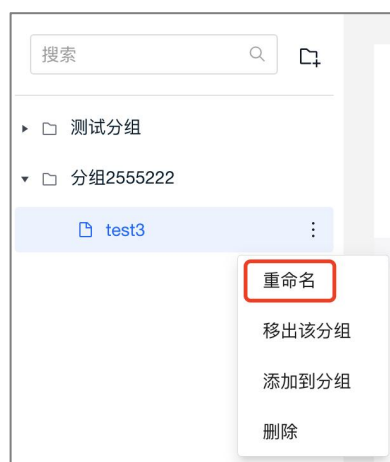 搜索
测试分组
分组2555222
test3
重命名
移出该分组
添加到分组
删除